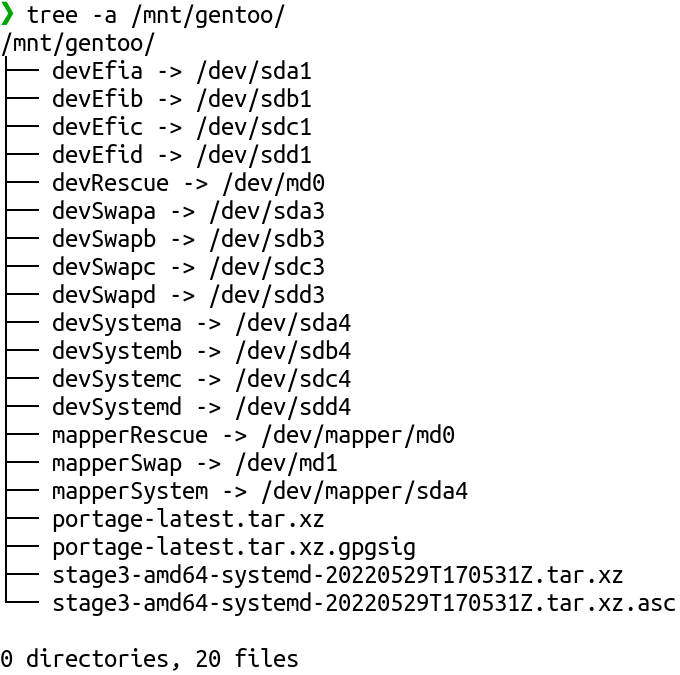 ❯ tree -a /mnt/gentoo/
/mnt/gentoo/
├── devEfia -> /dev/sda1
├── devEfib -> /dev/sdb1
├── devEfic -> /dev/sdc1
├── devEfid -> /dev/sdd1
├── devRescue -> /dev/md0
├── devSwapa -> /dev/sda3
├── devSwapb -> /dev/sdb3
├── devSwapc -> /dev/sdc3
├── devSwapd -> /dev/sdd3
├── devSystema -> /dev/sda4
├── devSystemb -> /dev/sdb4
├── devSystemc -> /dev/sdc4
├── devSystemd -> /dev/sdd4
├── mapperRescue -> /dev/mapper/md0
├── mapperSwap -> /dev/md1
├── mapperSystem -> /dev/mapper/sda4
├── portage-latest.tar.xz
├── portage-latest.tar.xz.gpgsig
├── stage3-amd64-systemd-20220529T170531Z.tar.xz
└── stage3-amd64-systemd-20220529T170531Z.tar.xz.asc

0 directories, 20 files